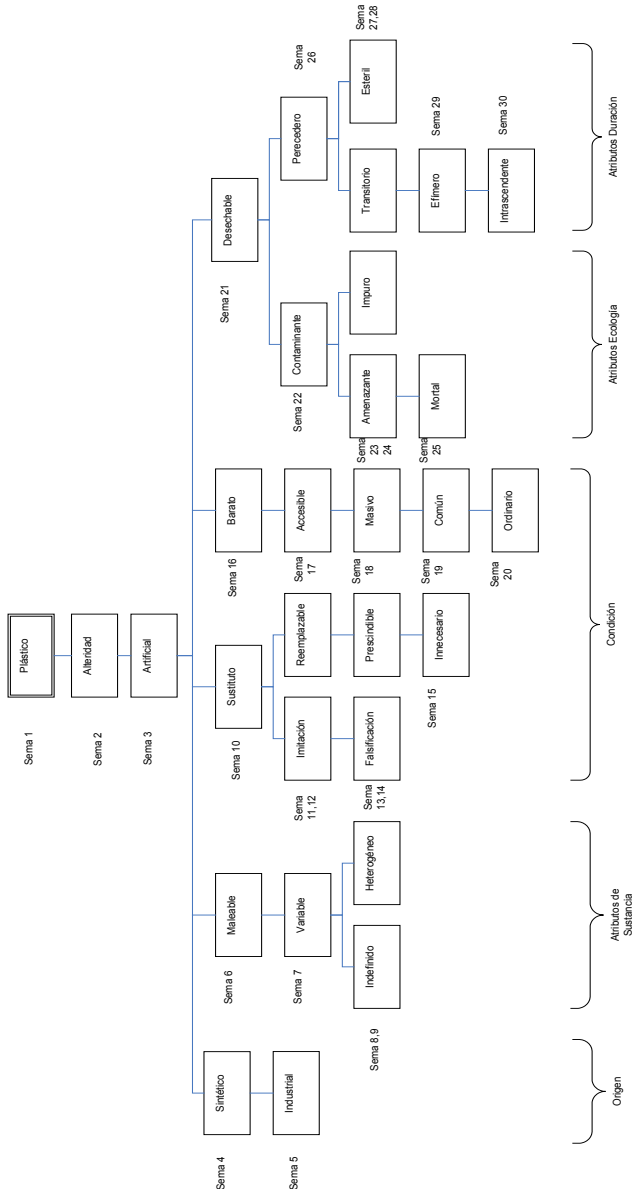 Plástico
Sema 1
Alteridad
Sema 2
Artificial
Sema 3
Sintético
Sema 4
Industrial
Sema 5
Maleable
Sema 6
Variable
Sema 7
Indefinido
Heterogéneo
Sema 8,9
Sustituto
Sema 10
Imitación
Reemplazable
Sema
11,12
Falsificación
Prescindible
Sema
13,14
Innecesario
Sema 15
Barato
Sema 16
Accesible
Sema
17
Masivo
Sema
18
Común
Sema
19
Ordinario
Sema
20
Desechable
Sema 21
Contaminante
Sema 22
Amenazante
Impuro
Sema
23
24
Mortal
Sema
25
Perecedero
Sema
26
Transitorio
Esteril
Sema
27,28
Efímero
Sema 29
Intrascendente
Sema 30
Origen
Atributos de
Sustancia
Condición
Atributos Ecología
Atributos Duración